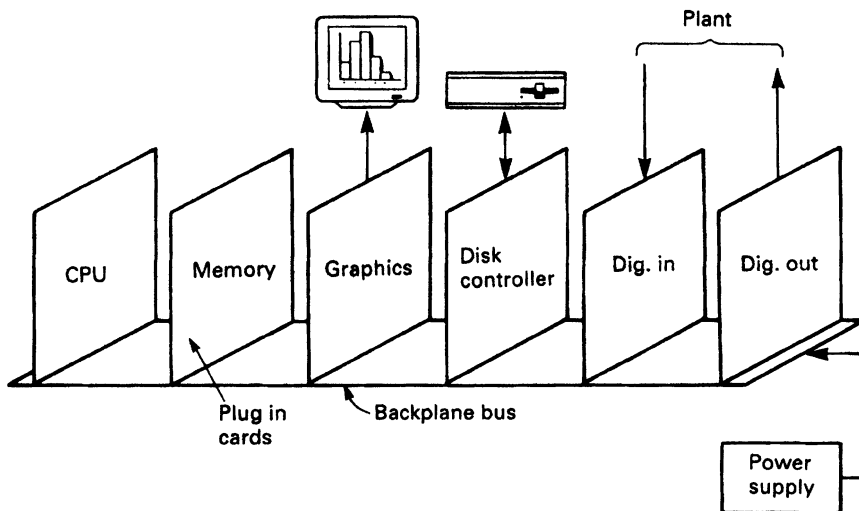 Plant
CPU
Memory
Graphics
Disk
controller
Dig. in
Dig. out
Plug in
cards
Backplane bus
Power
supply